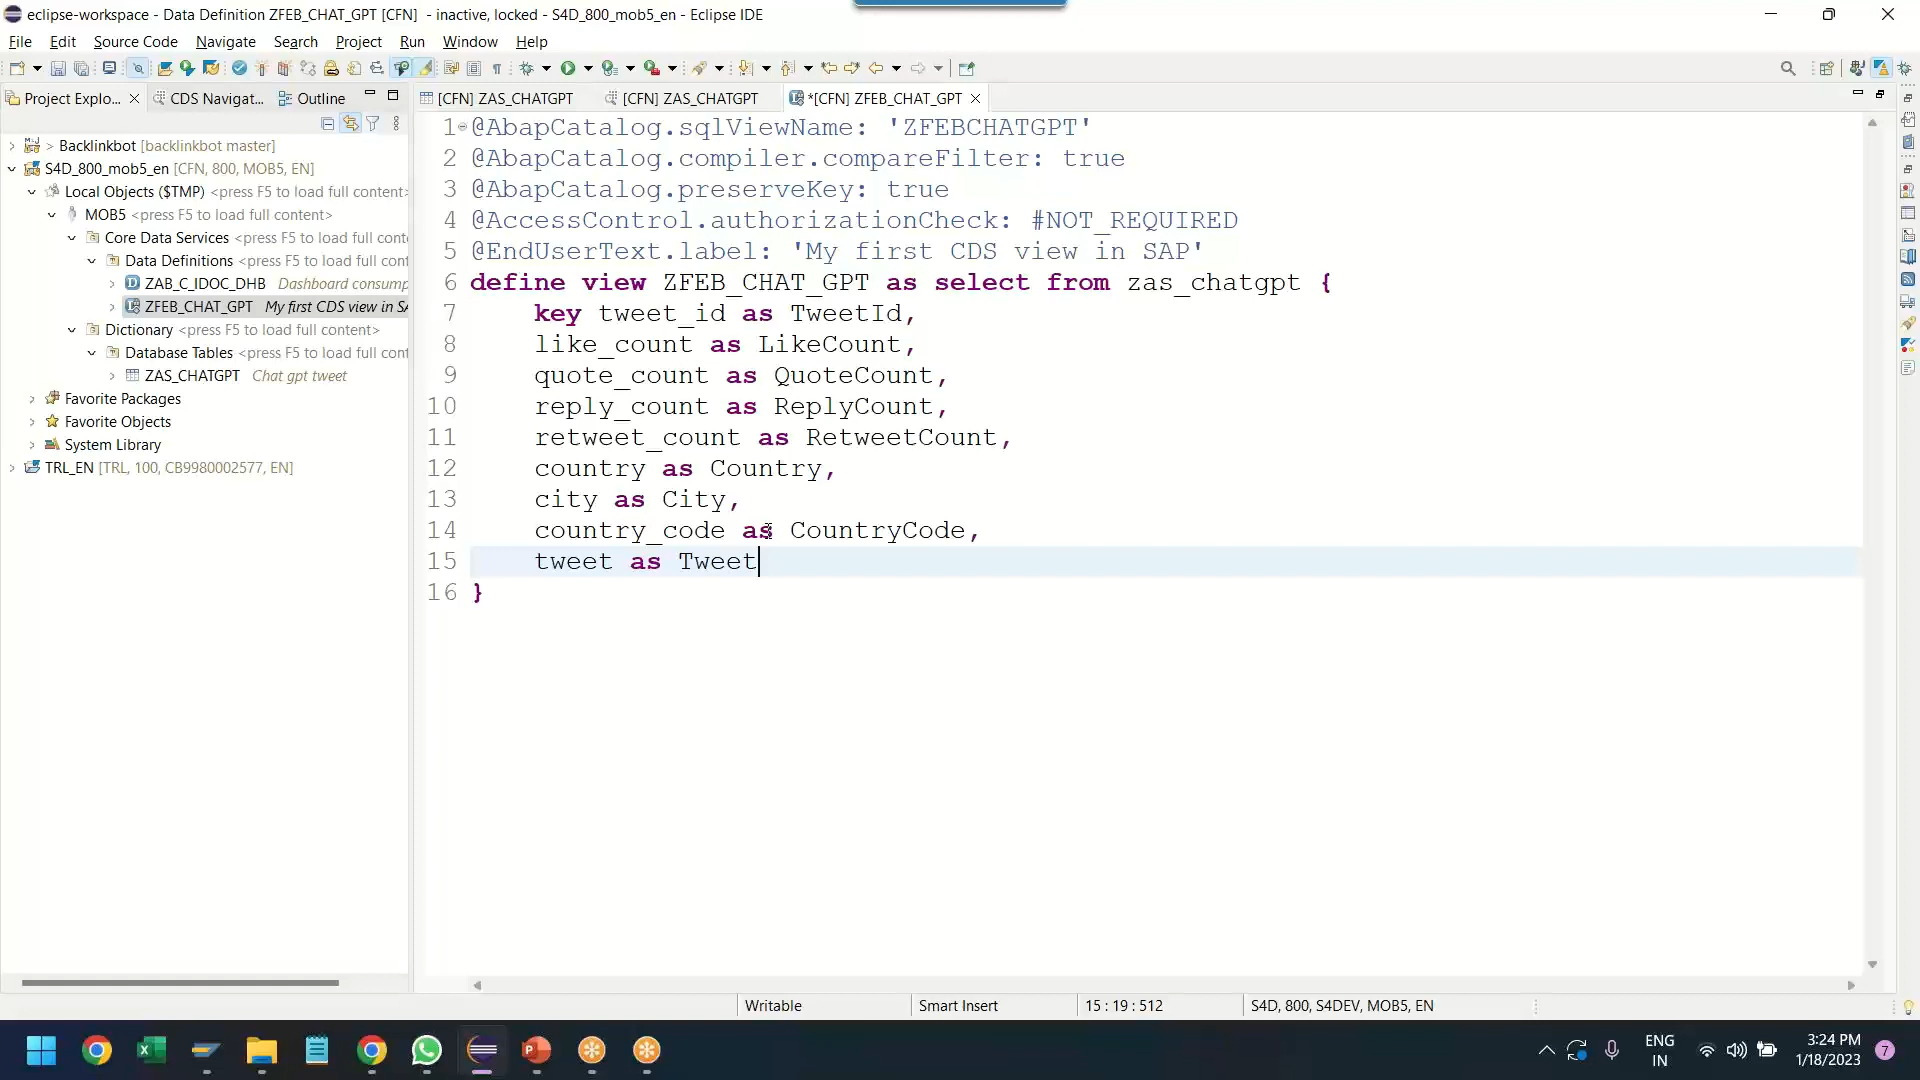 eclipse-workspace - Data Definition ZFEB_CHAT_GPT [CFN] - inactive, locked - S4D_800_mob5_en - Eclipse IDE
File Edit Source Code Navigate Search Project Run Window Help
Project Explo... CDS Navigat... Outline
[CFN] ZAS_CHATGPT [CFN] ZAS_CHATGPT *[CFN] ZFEB_CHAT_GPT
> Backlinkbot [backlinkbot master]
S4D_800_mob5_en [CFN, 800, MOB5, EN]
Local Objects ($TMP) <press F5 to load full content>
MOB5 <press F5 to load full content>
Core Data Services <press F5 to load full cont
Data Definitions <press F5 to load full cont
ZAB_C_IDOC_DHB Dashboard consump
ZFEB_CHAT_GPT My first CDS view in SA
Dictionary <press F5 to load full content>
Database Tables <press F5 to load full cont
ZAS_CHATGPT Chat gpt tweet
Favorite Packages
Favorite Objects
System Library
TRL_EN [TRL, 100, CB9980002577, EN]
1 @AbapCatalog.sqlViewName: 'ZFEBCHATGPT'
2 @AbapCatalog.compiler.compareFilter: true
3 @AbapCatalog.preserveKey: true
4 @AccessControl.authorizationCheck: #NOT_REQUIRED
5 @EndUserText.label: 'My first CDS view in SAP'
6 define view ZFEB_CHAT_GPT as select from zas_chatgpt {
7 key tweet_id as TweetId,
8 like_count as LikeCount,
9 quote_count as QuoteCount,
10 reply_count as ReplyCount,
11 retweet_count as RetweetCount,
12 country as Country,
13 city as City,
14 country_code as CountryCode,
15 tweet as Tweet
16 }
Writable Smart Insert 15 : 19 : 512 S4D, 800, S4DEV, MOB5, EN
ENG
IN
3:24 PM
1/18/2023
7